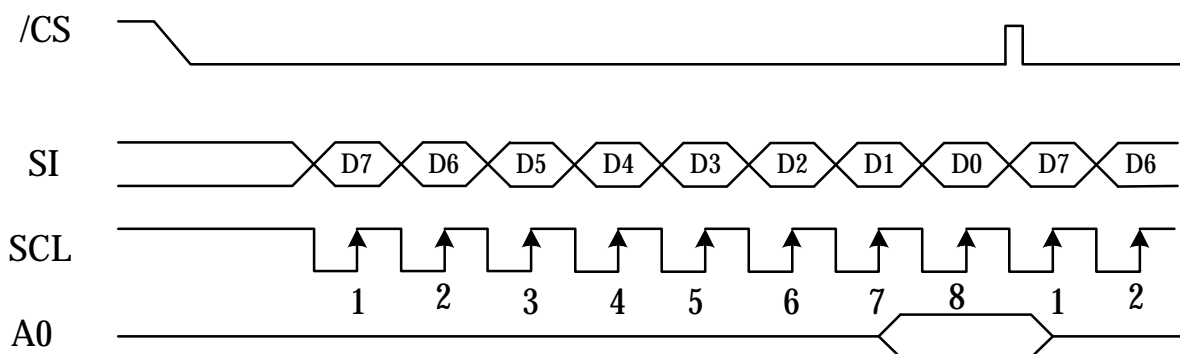 /CS
SI D7 D6 D5 D4 D3 D2 D1 D0 D7 D6
SCL
1 2 3 4 5 6 7 8 1 2
A0